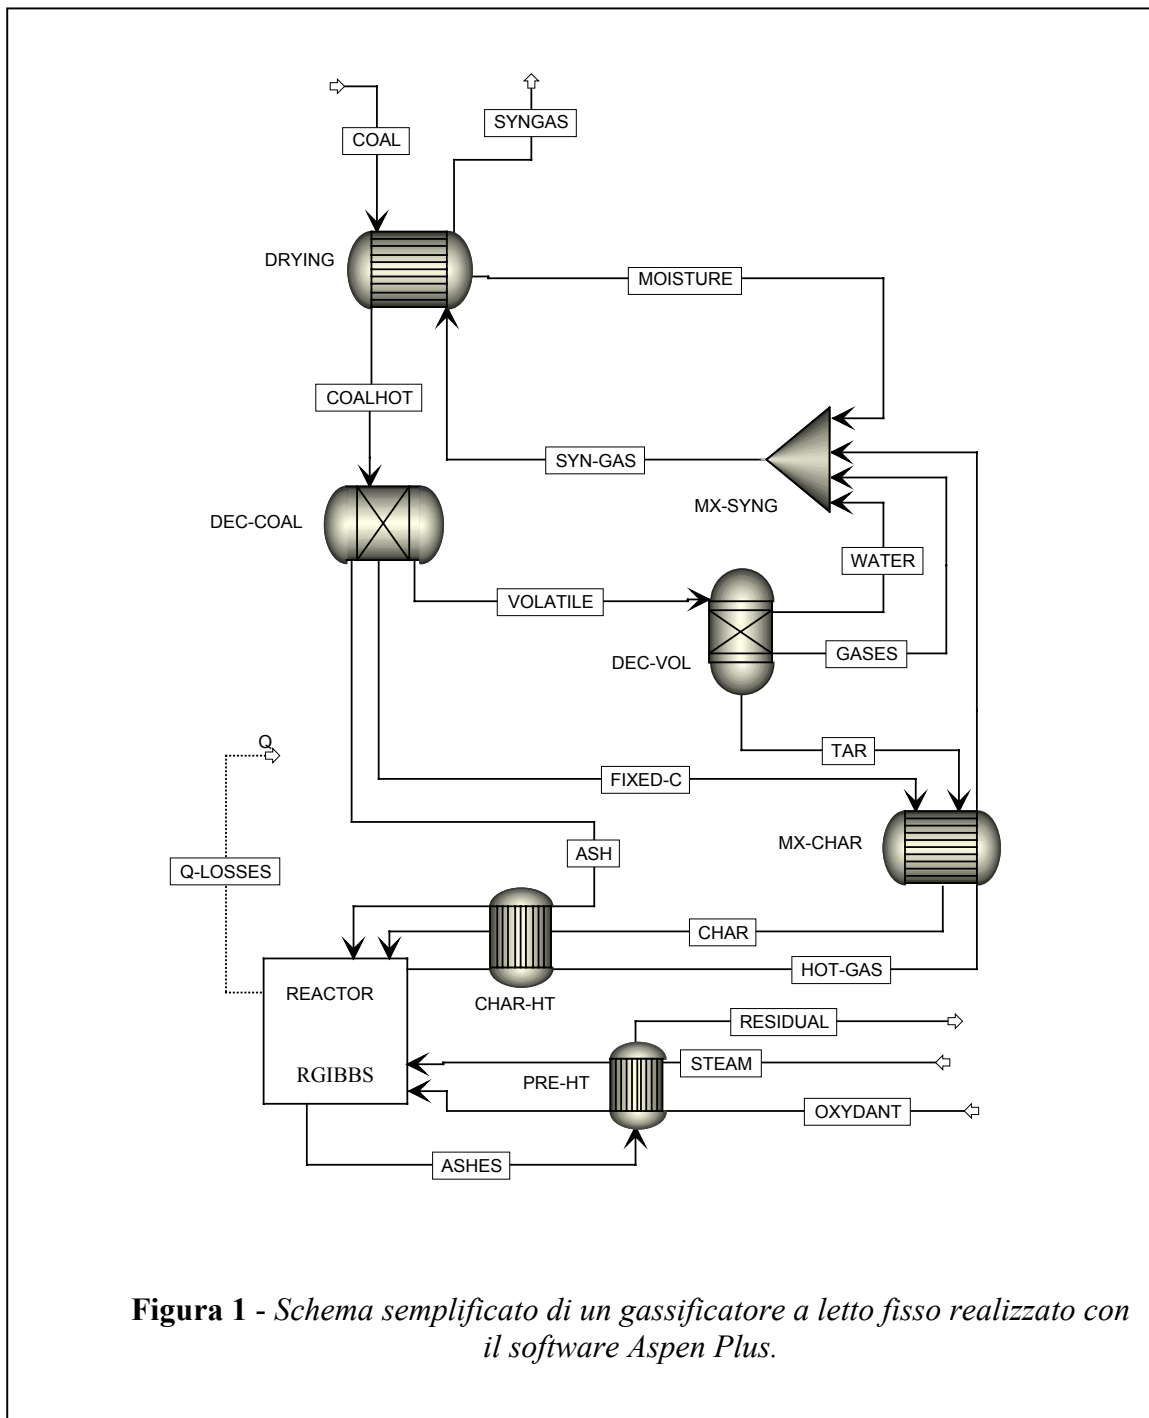 SYNGAS
COAL
DRYING
MOISTURE
COALHOT
SYN-GAS
MX-SYNG
DEC-COAL
WATER
VOLATILE
GASES
DEC-VOL
Q
TAR
FIXED-C
MX-CHAR
ASH
Q-LOSSES
CHAR
HOT-GAS
REACTOR
CHAR-HT
RESIDUAL
STEAM
RGIBBS
PRE-HT
OXYDANT
ASHES
Figura 1 - Schema semplificato di un gassificatore a letto fisso realizzato con
il software Aspen Plus.